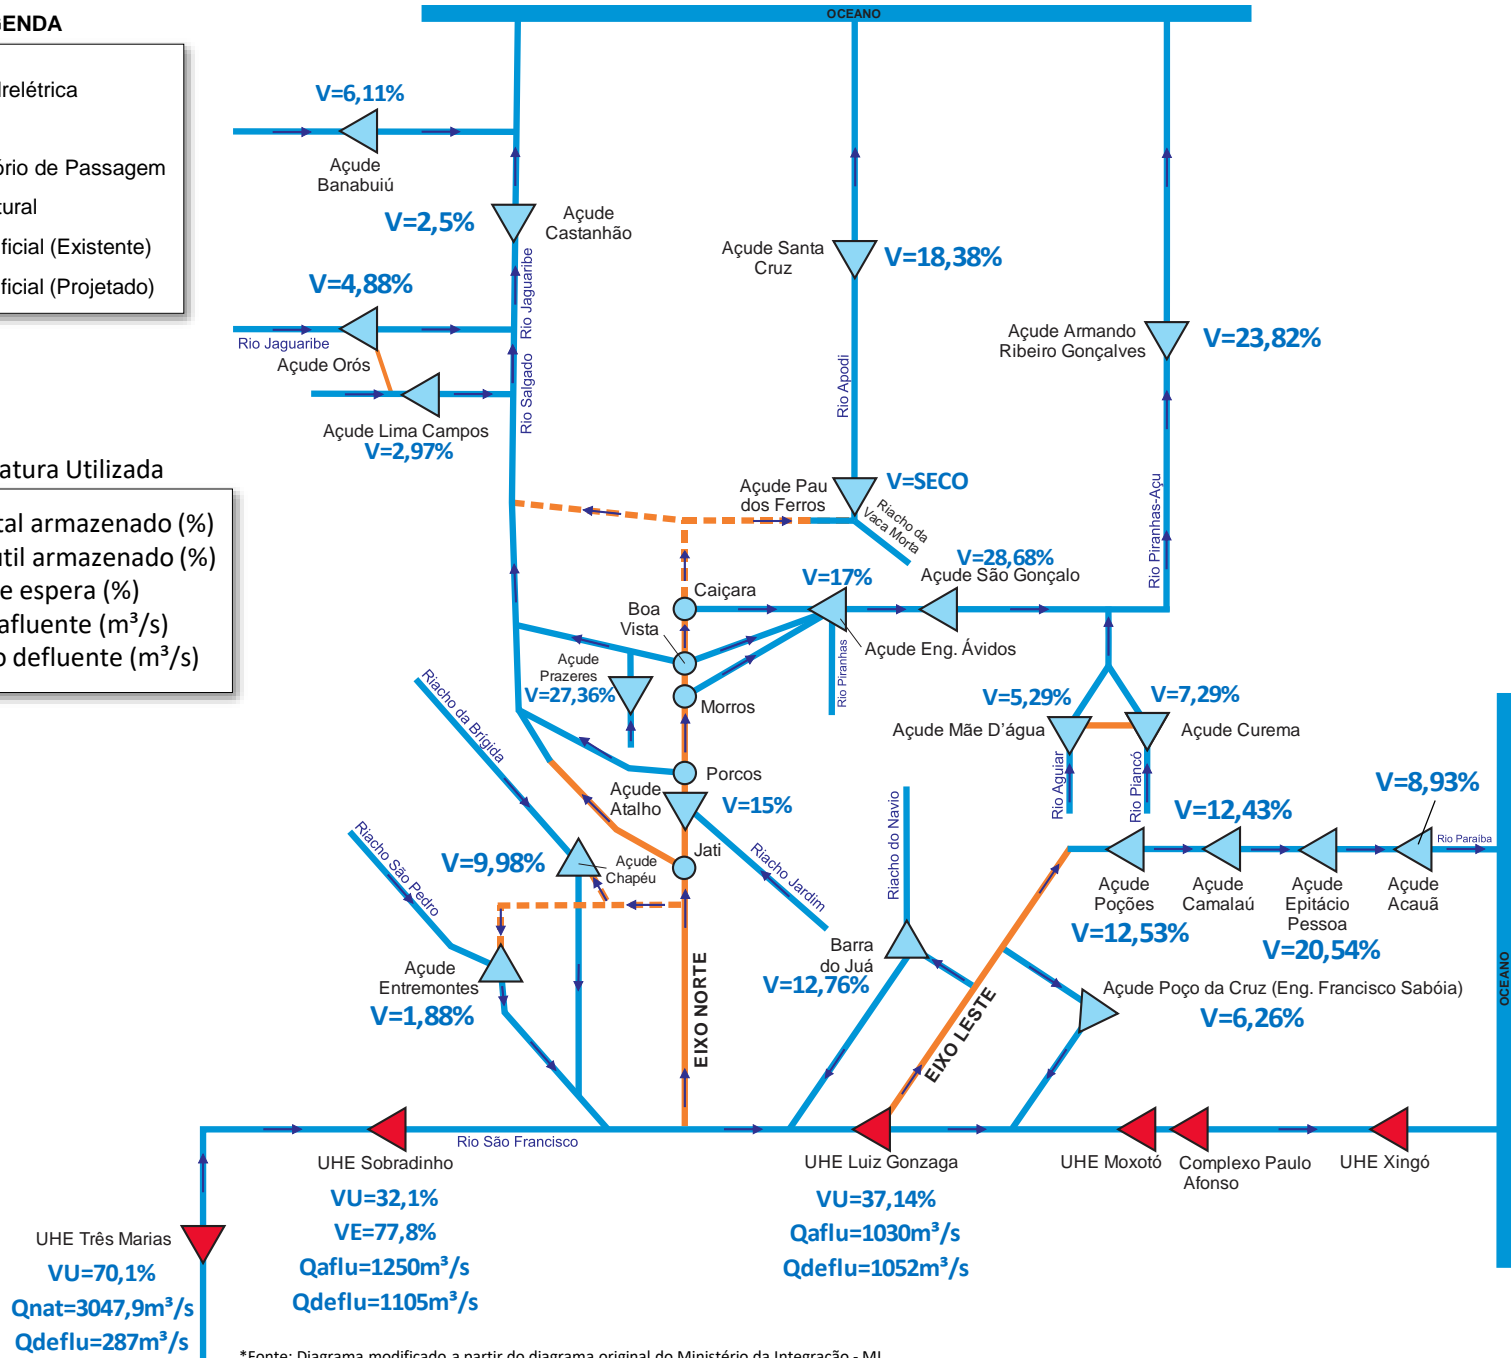 OCEANO
GENDA
V=6,11%
drelétrica
Açude
Banabuiú
ório de Passagem
tural
V=2,5%
Açude
Castanhão
ficial (Existente)
Açude Santa
Cruz
V=18,38%
V=4,88%
ficial (Projetado)
Rio Jaguaribe
Rio Jaguaribe
Açude Armando
Ribeiro Gonçalves
V=23,82%
Açude Orós
Rio Salgado
Rio Apodi
Açude Lima Campos
V=2,97%
atura Utilizada
Açude Pau
dos Ferros
V=SECO
Riacho da
Vaca Morta
Rio Piranhas-Açu
tal armazenado (%)
útil armazenado (%)
e espera (%)
afluente (m³/s)
o defluente (m³/s)
V=28,68%
Açude São Gonçalo
V=17%
Caiçara
Boa
Vista
Açude Eng. Ávidos
Rio Piranhas
Açude
Prazeres
V=27,36%
Morros
Riacho da Brigida
V=5,29%
V=7,29%
Açude Mãe D'água
Açude Curema
Rio Aguiar
Rio Piancó
Porcos
Açude
Atalho
V=15%
V=8,93%
V=12,43%
Riacho do Navio
Rio Paraiba
Jati
V=9,98%
Açude
Chapéu
Riacho São Pedro
Riacho Jardim
Açude
Poções
Açude
Camalaú
Açude
Epitácio
Pessoa
Açude
Acauã
V=12,53%
V=20,54%
Barra
do Juá
V=12,76%
Açude
Entremontes
V=1,88%
EIXO NORTE
EIXO LESTE
Açude Poço da Cruz (Eng. Francisco Sabóia)
V=6,26%
OCEANO
Rio São Francisco
UHE Sobradinho
VU=32,1%
VE=77,8%
Qaflu=1250m³/s
Qdeflu=1105m³/s
UHE Luiz Gonzaga
VU=37,14%
Qaflu=1030m³/s
Qdeflu=1052m³/s
UHE Moxotó
Complexo Paulo
Afonso
UHE Xingó
UHE Três Marias
VU=70,1%
Qnat=3047,9m³/s
Qdeflu=287m³/s
*Fonte: Diagrama modificado a partir do diagrama original do Ministério da Integração - MI